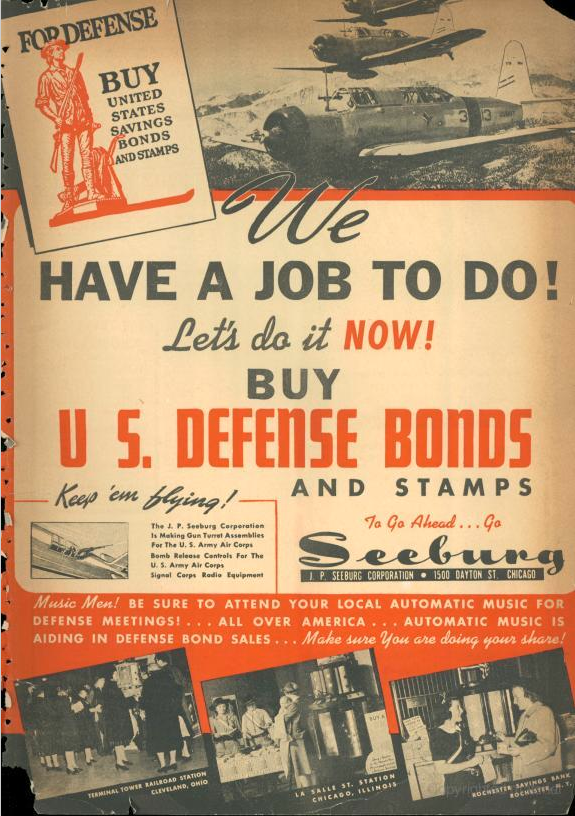 FOR DEFENSE
BUY
UNITED
STATES
SAVINGS
BONDS
AND STAMPS
3 3
We
HAVE A JOB TO DO!
Let's do it NOW!
BUY
U S. DEFENSE BONDS
AND STAMPS
Keep 'em flying!
The J. P. Seeburg Corporation
Is Making Gun Turret Assemblies
For The U. S. Army Air Corps
Bomb Release Controls For The
U. S. Army Air Corps
Signal Corps Radio Equipment
To Go Ahead . . . Go
Seeburg
J. P. SEEBURG CORPORATION • 1500 DAYTON ST. CHICAGO
Music Men! BE SURE TO ATTEND YOUR LOCAL AUTOMATIC MUSIC FOR
DEFENSE MEETINGS! . . . ALL OVER AMERICA . . . AUTOMATIC MUSIC IS
AIDING IN DEFENSE BOND SALES . . . Make sure You are doing your share!
TERMINAL TOWER RAILROAD STATION
CLEVELAND, OHIO
BUY
LA SALLE ST. STATION
CHICAGO, ILLINOIS
ROCHESTER SAVINGS BANK
ROCHESTER, N.Y.